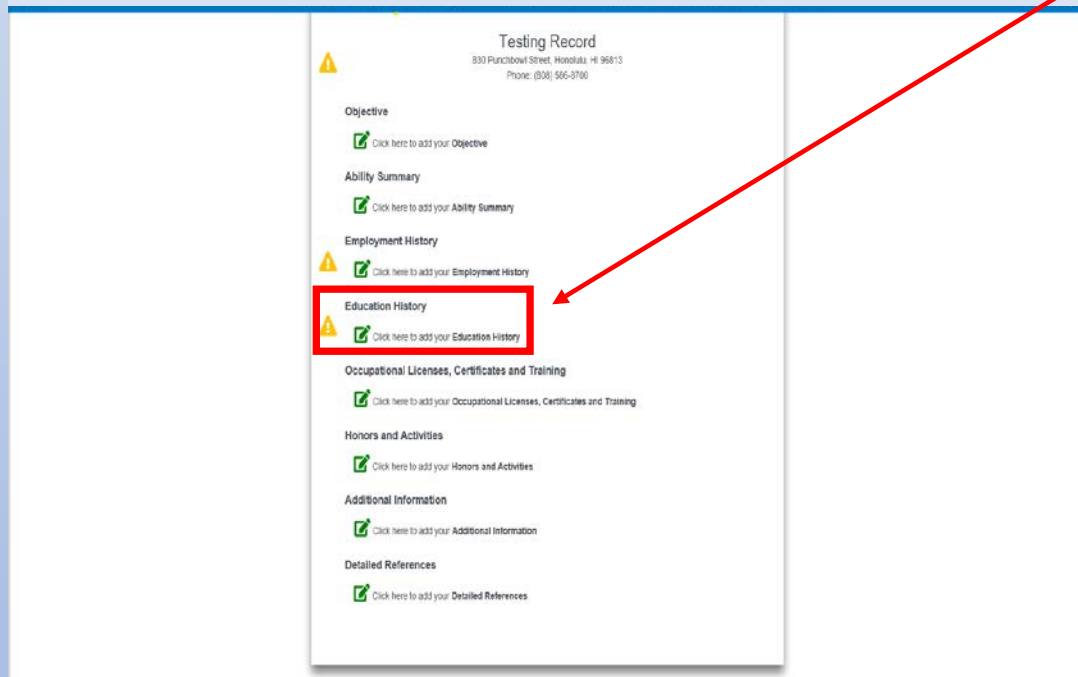 Testing Record
830 Punchbowl Street, Honolulu, HI 96813
Phone: (808) 586-8700
Objective
Click here to add your Objective
Ability Summary
Click here to add your Ability Summary
Employment History
Click here to add your Employment History
Education History
Click here to add your Education History
Occupational Licenses, Certificates and Training
Click here to add your Occupational Licenses, Certificates and Training
Honors and Activities
Click here to add your Honors and Activities
Additional Information
Click here to add your Additional Information
Detailed References
Click here to add your Detailed References